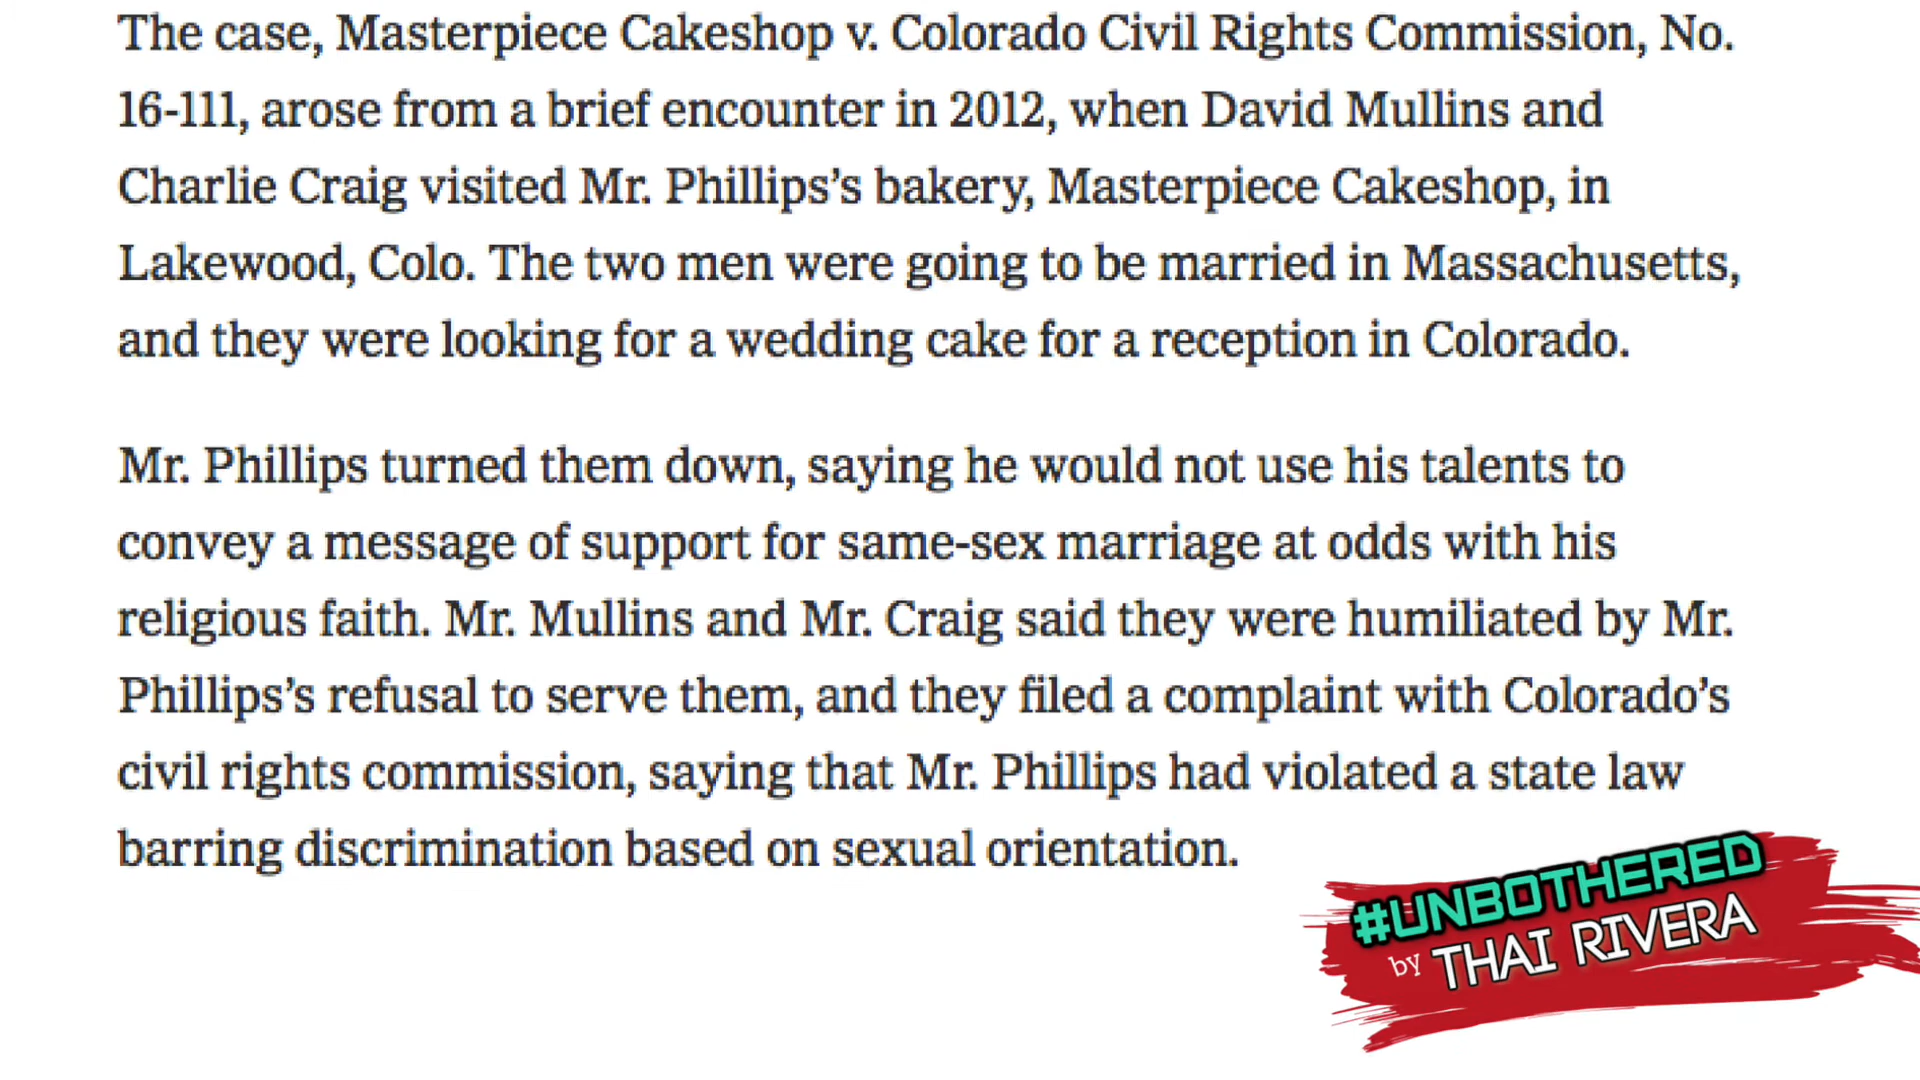 The case, Masterpiece Cakeshop v. Colorado Civil Rights Commission, No.
16-111, arose from a brief encounter in 2012, when David Mullins and
Charlie Craig visited Mr. Phillips’s bakery, Masterpiece Cakeshop, in
Lakewood, Colo. The two men were going to be married in Massachusetts,
and they were looking for a wedding cake for a reception in Colorado.
Mr. Phillips turned them down, saying he would not use his talents to
convey a message of support for same-sex marriage at odds with his
religious faith. Mr. Mullins and Mr. Craig said they were humiliated by Mr.
Phillips’s refusal to serve them, and they filed a complaint with Colorado’s
civil rights commission, saying that Mr. Phillips had violated a state law
barring discrimination based on sexual orientation.
#UNBOTHERED
by THAI RIVERA